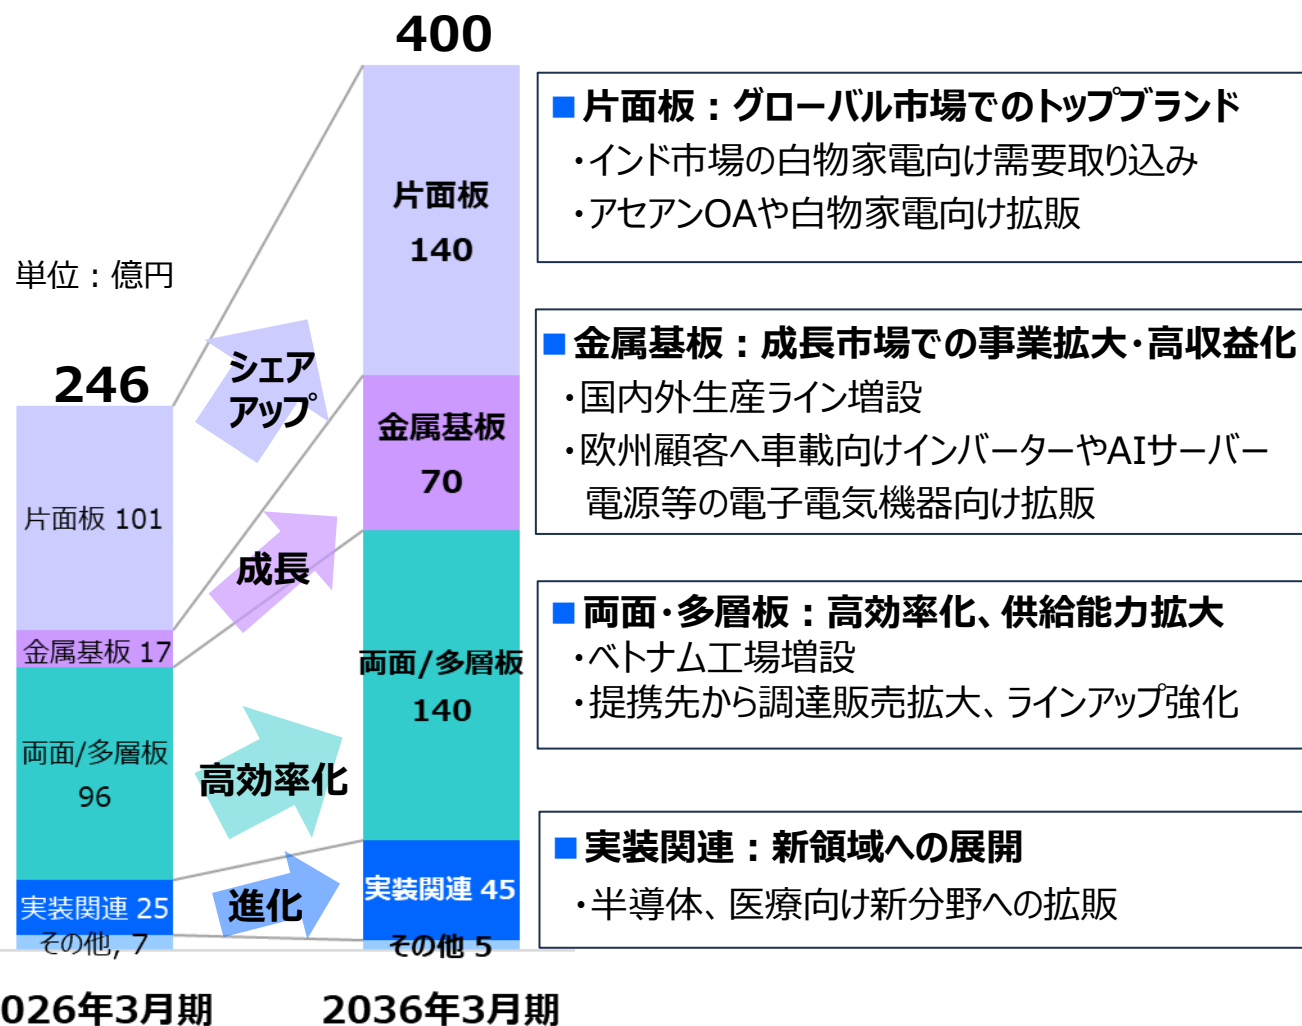 単位：億円
246
片面板 101
金属基板 17
両面/多層板
96
実装関連 25
その他, 7
026年3月期
シェア
アップ
成長
高効率化
進化
400
片面板
140
金属基板
70
両面/多層板
140
実装関連 45
その他 5
2036年3月期
■片面板：グローバル市場でのトップブランド
・インド市場の白物家電向け需要取り込み
・アセアンOAや白物家電向け拡販
■金属基板：成長市場での事業拡大・高収益化
・国内外生産ライン増設
・欧州顧客へ車載向けインバーターやAIサーバー
電源等の電子電気機器向け拡販
■両面・多層板：高効率化、供給能力拡大
・ベトナム工場増設
・提携先から調達販売拡大、ラインアップ強化
■実装関連：新領域への展開
・半導体、医療向け新分野への拡販